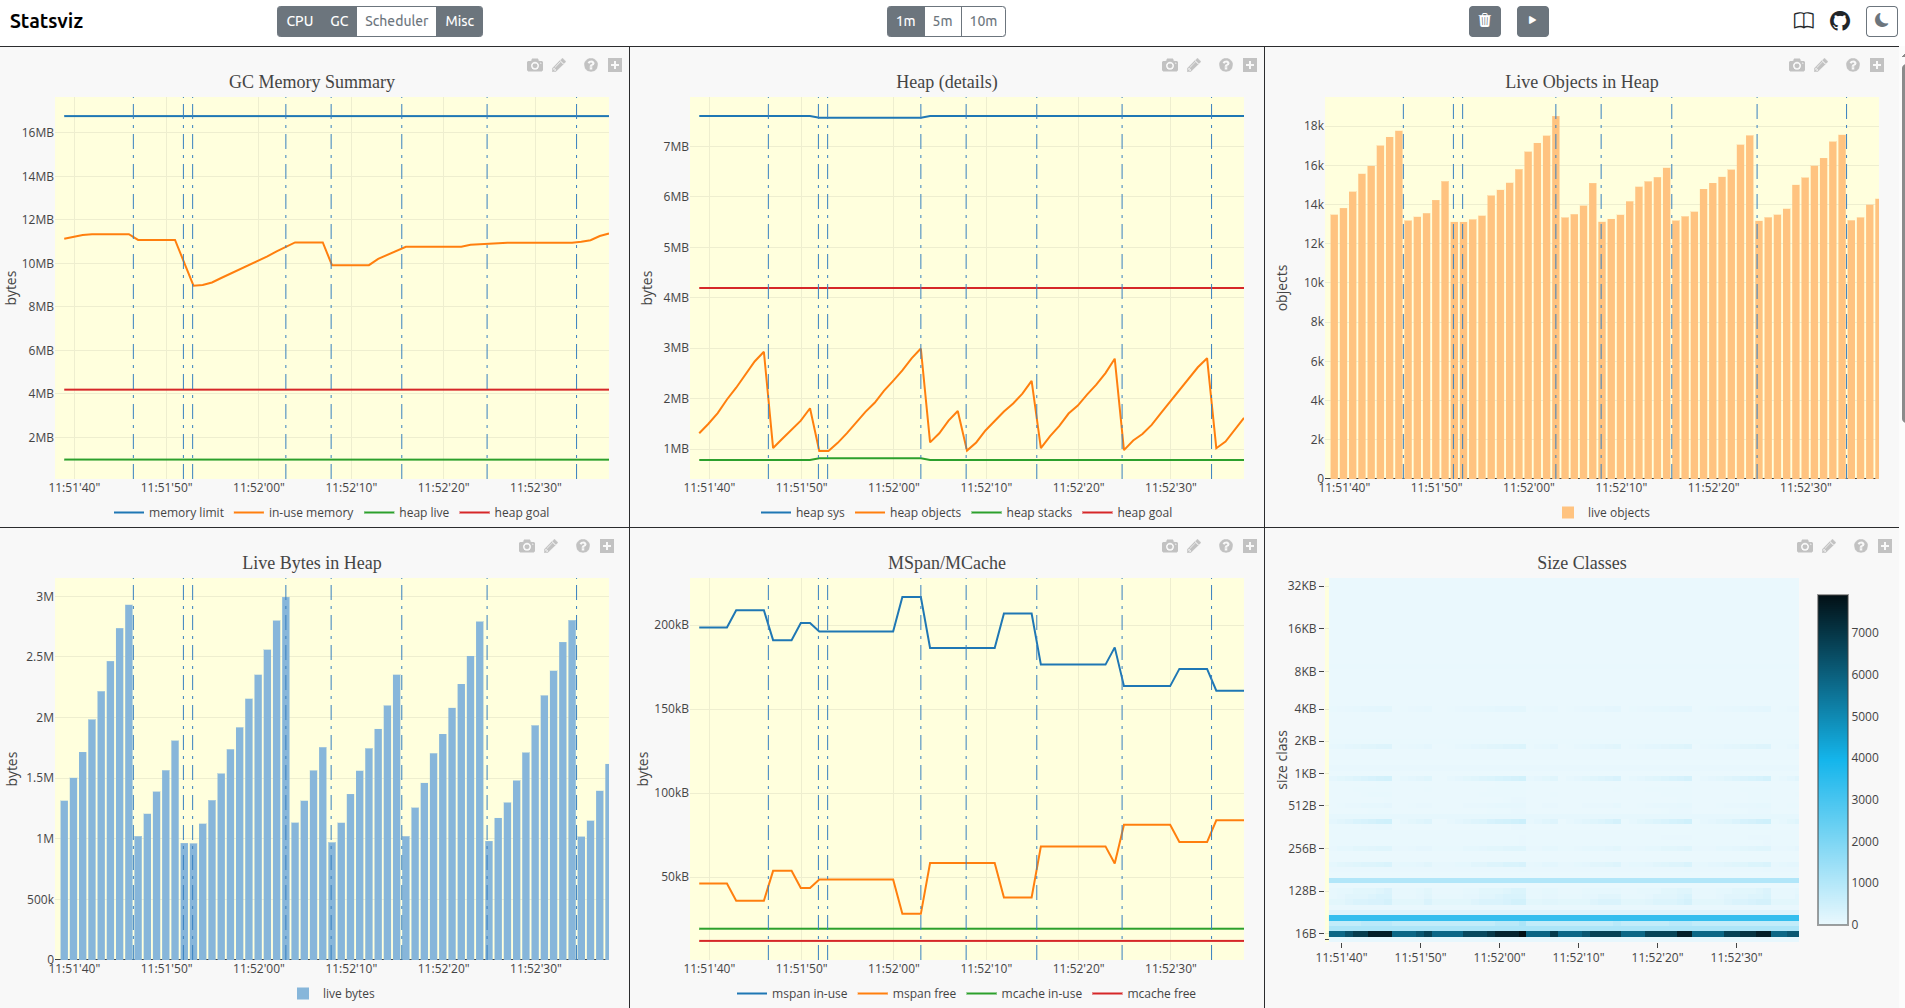 Statsviz
CPU GC Scheduler Misc
1m 5m 10m
GC Memory Summary
16MB
14MB
12MB
10MB
8MB
6MB
4MB
2MB
bytes
11:51'40" 11:51'50" 11:52'00" 11:52'10" 11:52'20" 11:52'30"
memory limit in-use memory heap live heap goal
Heap (details)
7MB
6MB
5MB
4MB
3MB
2MB
1MB
bytes
11:51'40" 11:51'50" 11:52'00" 11:52'10" 11:52'20" 11:52'30"
heap sys heap objects heap stacks heap goal
Live Objects in Heap
18k
16k
14k
12k
10k
8k
6k
4k
2k
0
objects
11:51'40" 11:51'50" 11:52'00" 11:52'10" 11:52'20" 11:52'30"
live objects
Live Bytes in Heap
3M
2.5M
2M
1.5M
1M
500k
0
bytes
11:51'40" 11:51'50" 11:52'00" 11:52'10" 11:52'20" 11:52'30"
live bytes
MSpan/MCache
200kB
150kB
100kB
50kB
bytes
11:51'40" 11:51'50" 11:52'00" 11:52'10" 11:52'20" 11:52'30"
mspan in-use mspan free mcache in-use mcache free
Size Classes
32KB
16KB
8KB
4KB
2KB
1KB
512B
256B
128B
16B
size class
11:51'40" 11:51'50" 11:52'00" 11:52'10" 11:52'20" 11:52'30"
7000
6000
5000
4000
3000
2000
1000
0